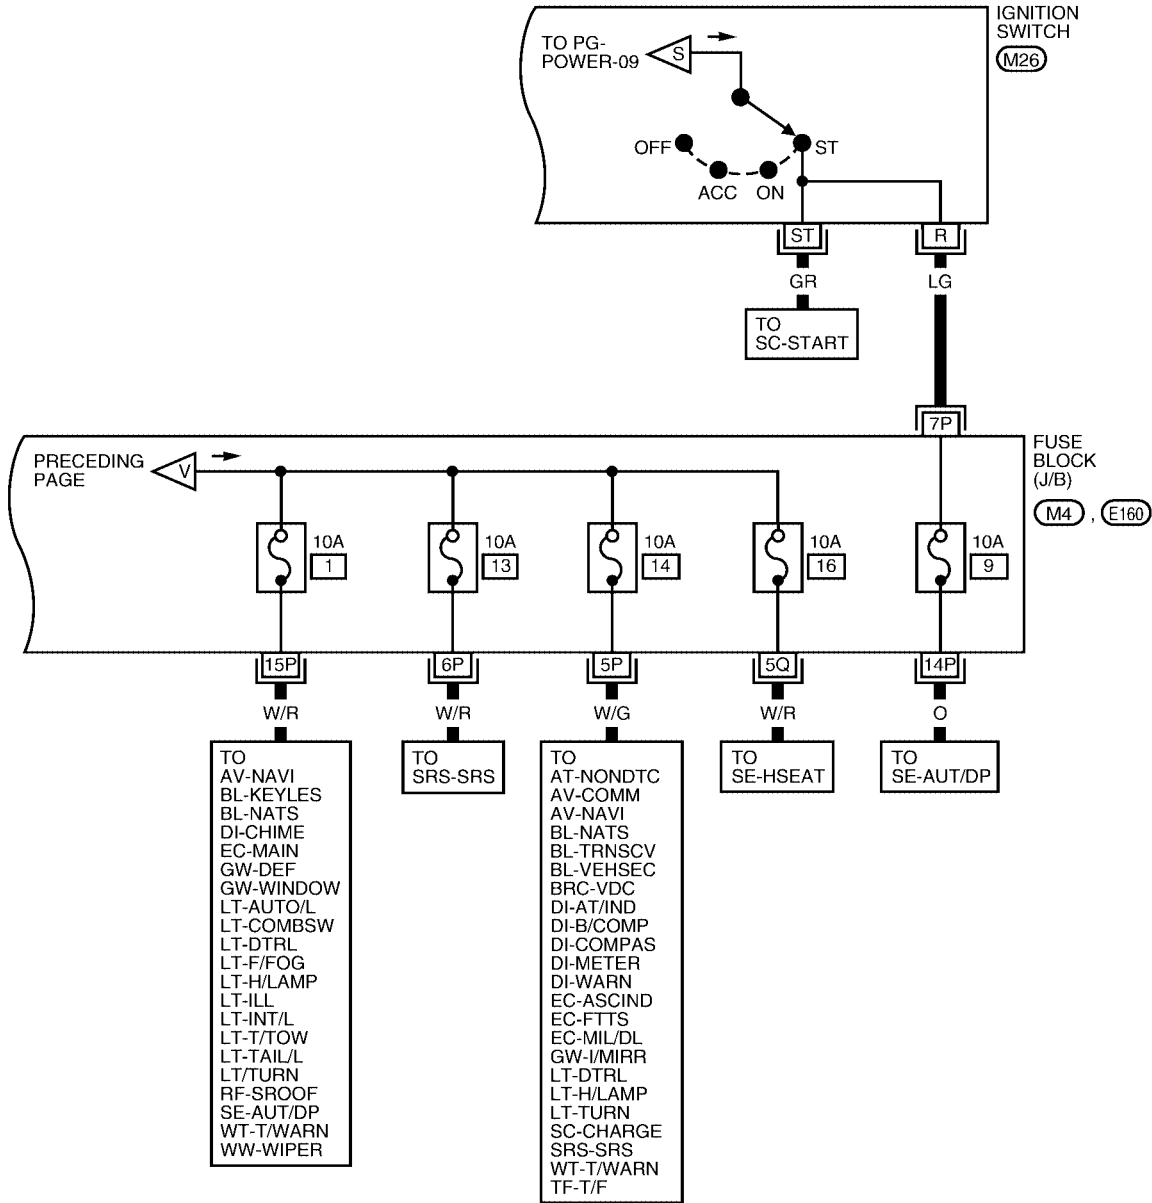 IGNITION
SWITCH
M26
TO PG-
POWER-09
S
OFF
ST
ACC
ON
ST
R
GR
LG
TO
SC-START
7P
FUSE
BLOCK
(J/B)
M4 , E160
PRECEDING
PAGE
V
10A
1
10A
13
10A
14
10A
16
10A
9
15P
6P
5P
5Q
14P
W/R
W/R
W/G
W/R
O
TO
AV-NAVI
BL-KEYLES
BL-NATS
DI-CHIME
EC-MAIN
GW-DEF
GW-WINDOW
LT-AUTO/L
LT-COMBSW
LT-DTRL
LT-F/FOG
LT-H/LAMP
LT-ILL
LT-INT/L
LT-T/TOW
LT-TAIL/L
LT/TURN
RF-SROOF
SE-AUT/DP
WT-T/WARN
WW-WIPER
TO
SRS-SRS
TO
AT-NONDTC
AV-COMM
AV-NAVI
BL-NATS
BL-TRNSCV
BL-VEHSEC
BRC-VDC
DI-AT/IND
DI-B/COMP
DI-COMPAS
DI-METER
DI-WARN
EC-ASCIND
EC-FTTS
EC-MIL/DL
GW-I/MIRR
LT-DTRL
LT-H/LAMP
LT-TURN
SC-CHARGE
SRS-SRS
WT-T/WARN
TF-T/F
TO
SE-HSEAT
TO
SE-AUT/DP